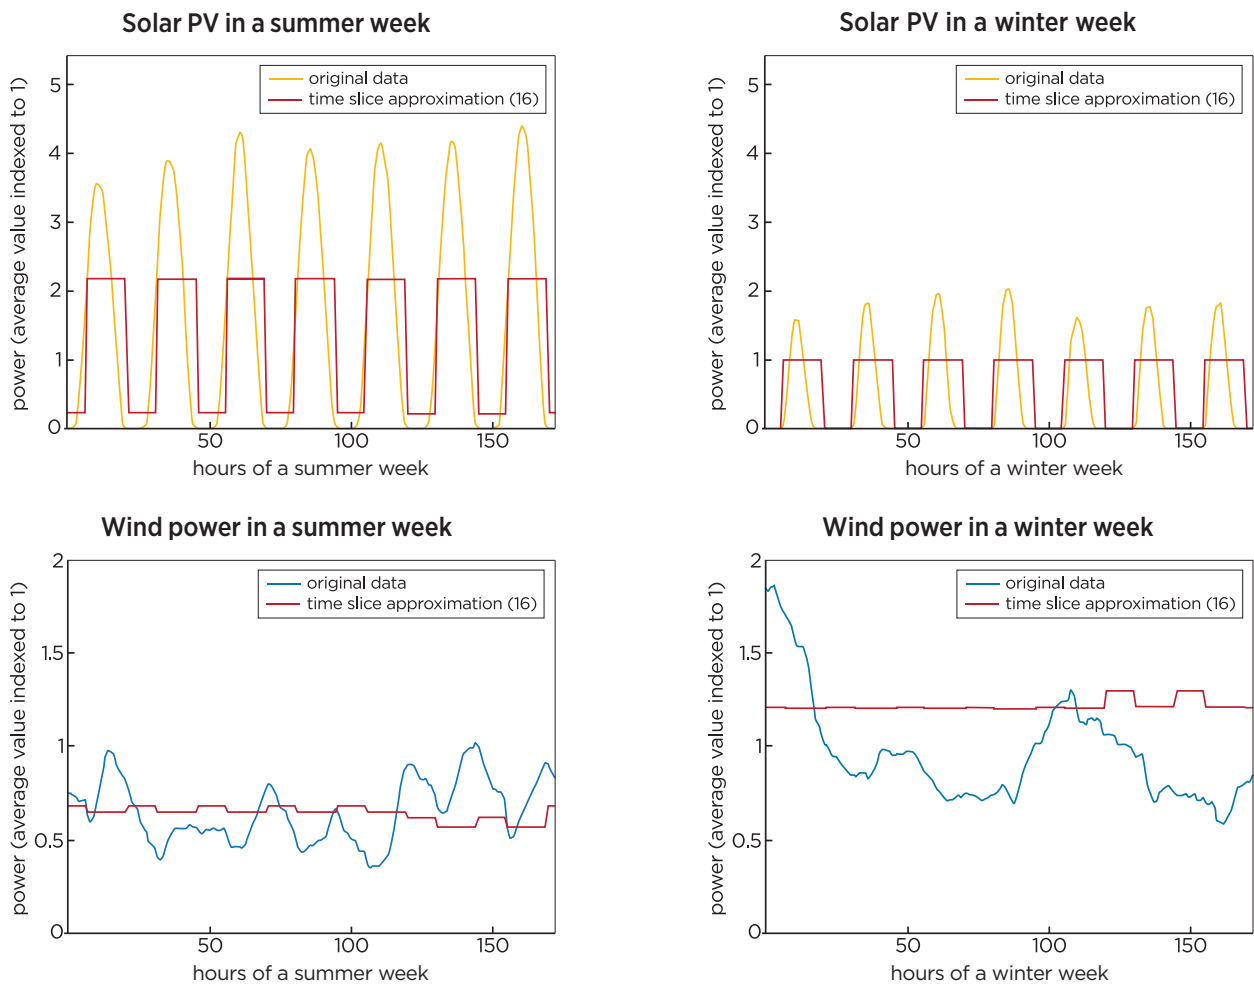 Solar PV in a summer week
power (average value indexed to 1)
5
4
3
2
1
0
original data
time slice approximation (16)
50
100
150
hours of a summer week
Solar PV in a winter week
power (average value indexed to 1)
5
4
3
2
1
0
original data
time slice approximation (16)
50
100
150
hours of a winter week
Wind power in a summer week
power (average value indexed to 1)
2
1.5
1
0.5
0
original data
time slice approximation (16)
50
100
150
hours of a summer week
Wind power in a winter week
power (average value indexed to 1)
2
1.5
1
0.5
0
original data
time slice approximation (16)
50
100
150
hours of a winter week